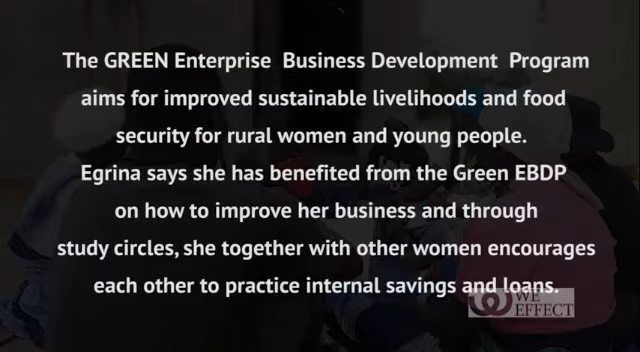 The GREEN Enterprise Business Development Program
aims for improved sustainable livelihoods and food
security for rural women and young people.
Egrina says she has benefited from the Green EBDP
on how to improve her business and through
study circles, she together with other women encourages
each other to practice internal savings and loans.
WE
EFFECT